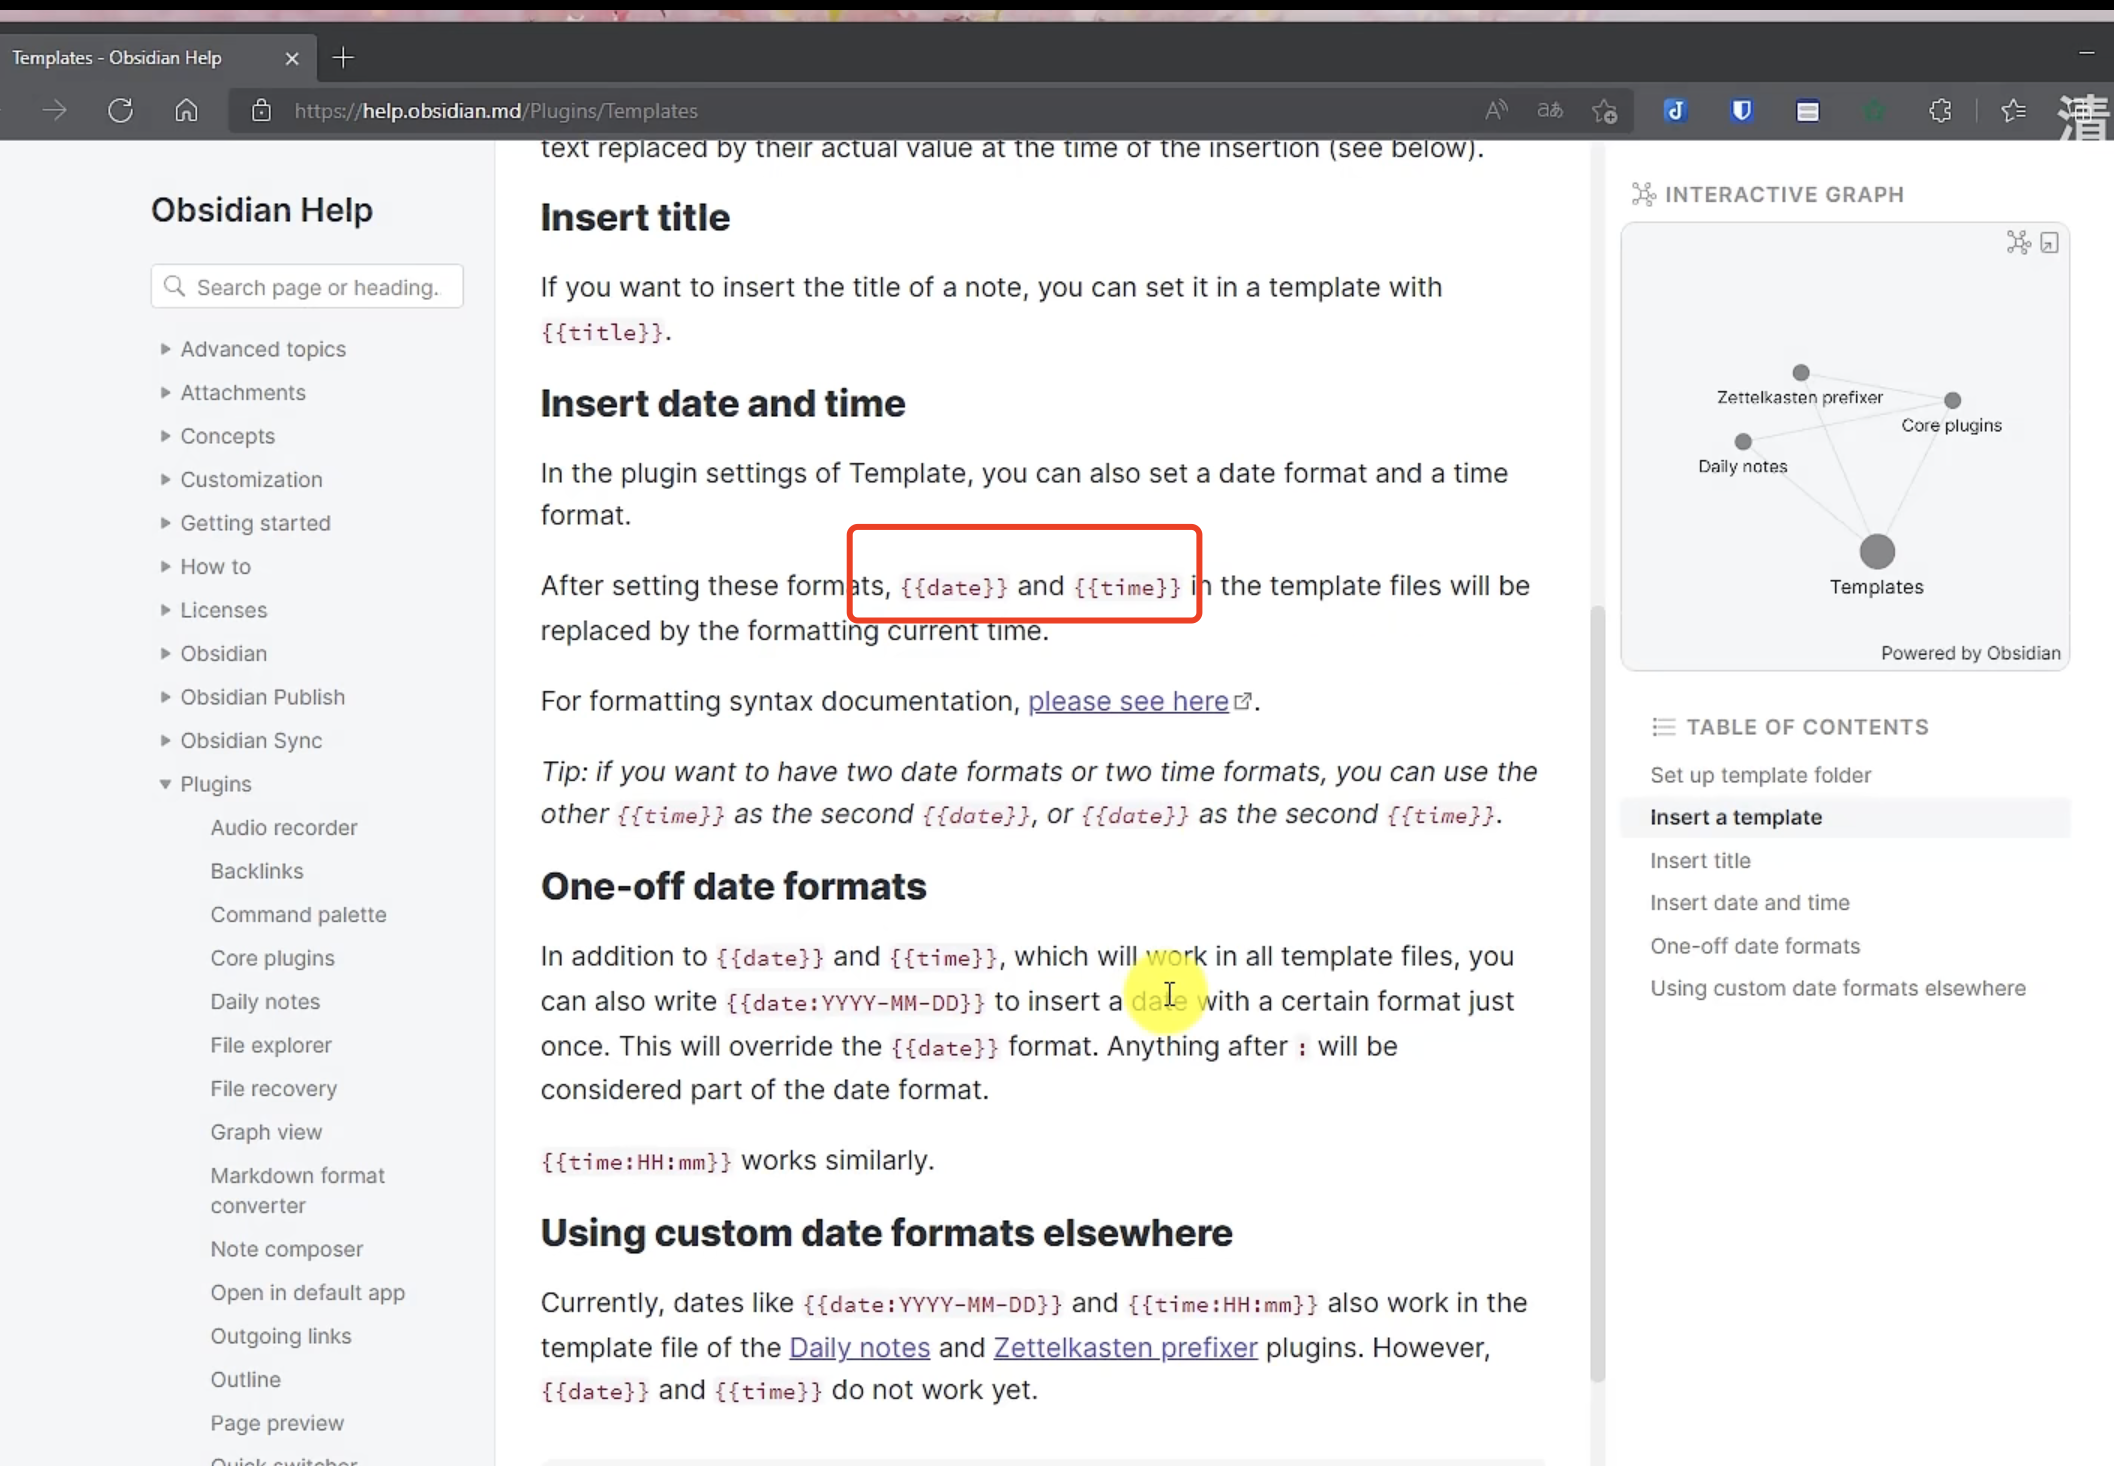 Templates - Obsidian Help
https://help.obsidian.md/Plugins/Templates
清
Obsidian Help
Search page or heading..
Advanced topics
Attachments
Concepts
Customization
Getting started
How to
Licenses
Obsidian
Obsidian Publish
Obsidian Sync
Plugins
Audio recorder
Backlinks
Command palette
Core plugins
Daily notes
File explorer
File recovery
Graph view
Markdown format
converter
Note composer
Open in default app
Outgoing links
Outline
Page preview
Quick switcher
text replaced by their actual value at the time of the insertion (see below).
Insert title
If you want to insert the title of a note, you can set it in a template with
{{title}}.
Insert date and time
In the plugin settings of Template, you can also set a date format and a time
format.
After setting these formats, {{date}} and {{time}} in the template files will be
replaced by the formatting current time.
For formatting syntax documentation, please see here.
Tip: if you want to have two date formats or two time formats, you can use the
other {{time}} as the second {{date}}, or {{date}} as the second {{time}}.
One-off date formats
In addition to {{date}} and {{time}}, which will work in all template files, you
can also write {{date:YYYY-MM-DD}} to insert a date with a certain format just
once. This will override the {{date}} format. Anything after : will be
considered part of the date format.
{{time:HH:mm}} works similarly.
Using custom date formats elsewhere
Currently, dates like {{date:YYYY-MM-DD}} and {{time:HH:mm}} also work in the
template file of the Daily notes and Zettelkasten prefixer plugins. However,
{{date}} and {{time}} do not work yet.
INTERACTIVE GRAPH
Zettelkasten prefixer
Core plugins
Daily notes
Templates
Powered by Obsidian
TABLE OF CONTENTS
Set up template folder
Insert a template
Insert title
Insert date and time
One-off date formats
Using custom date formats elsewhere